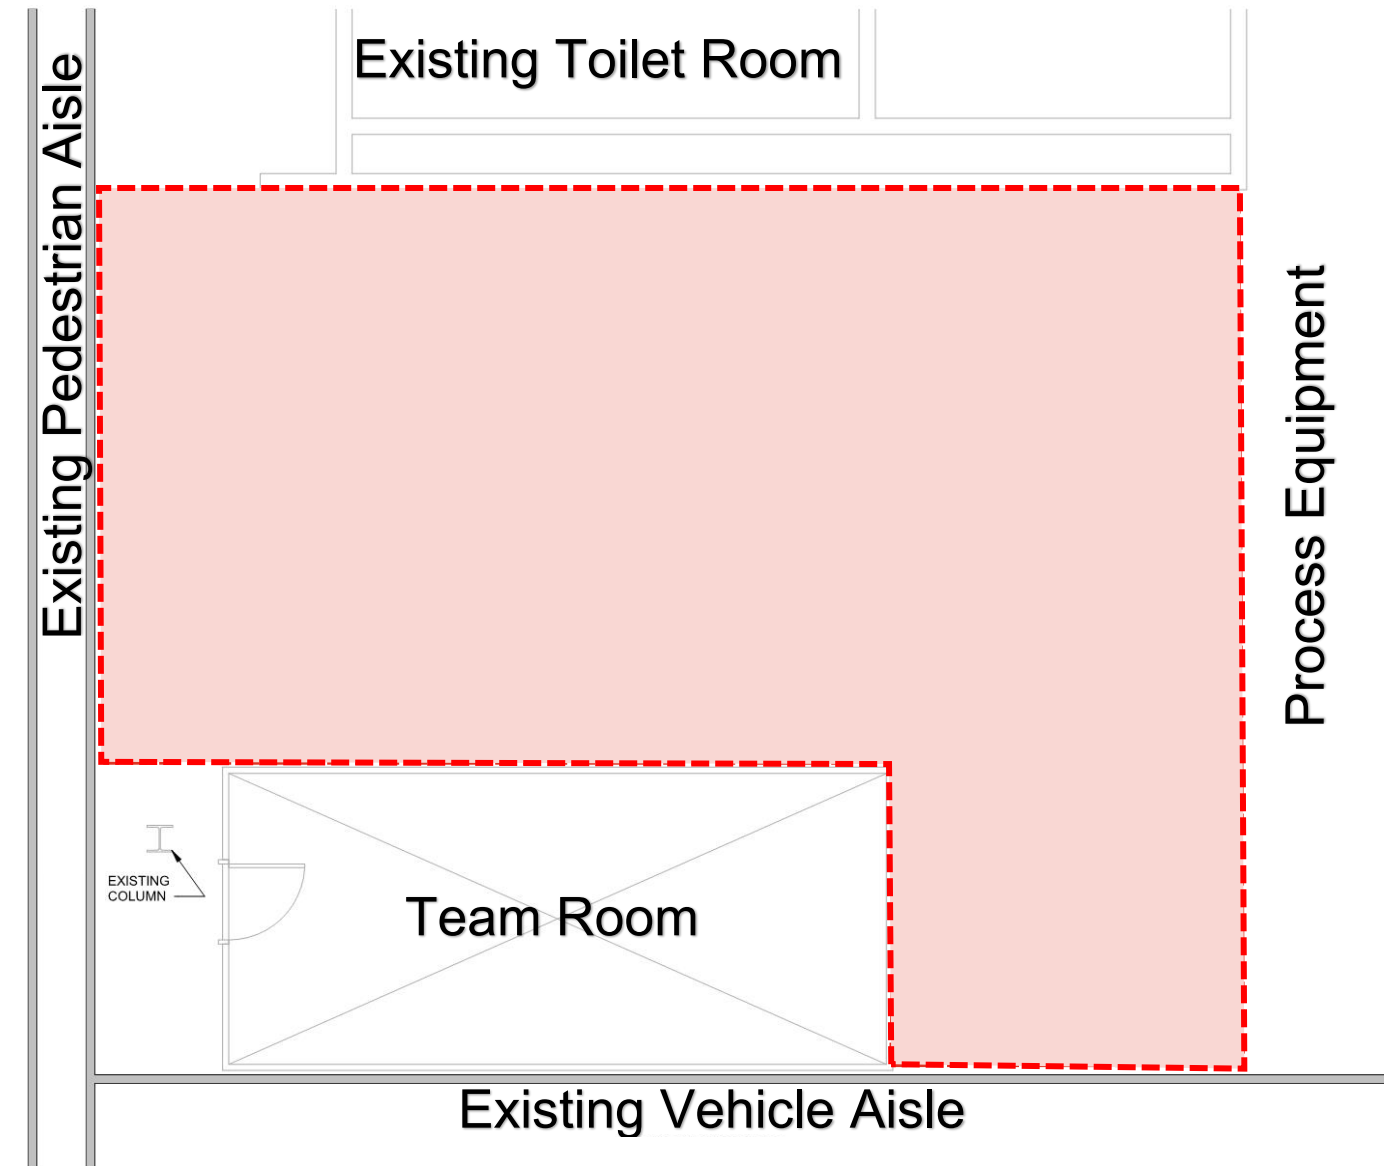 Existing Toilet Room
Existing Pedestrian Aisle
Process Equipment
EXISTING
COLUMN
Team Room
Existing Vehicle Aisle